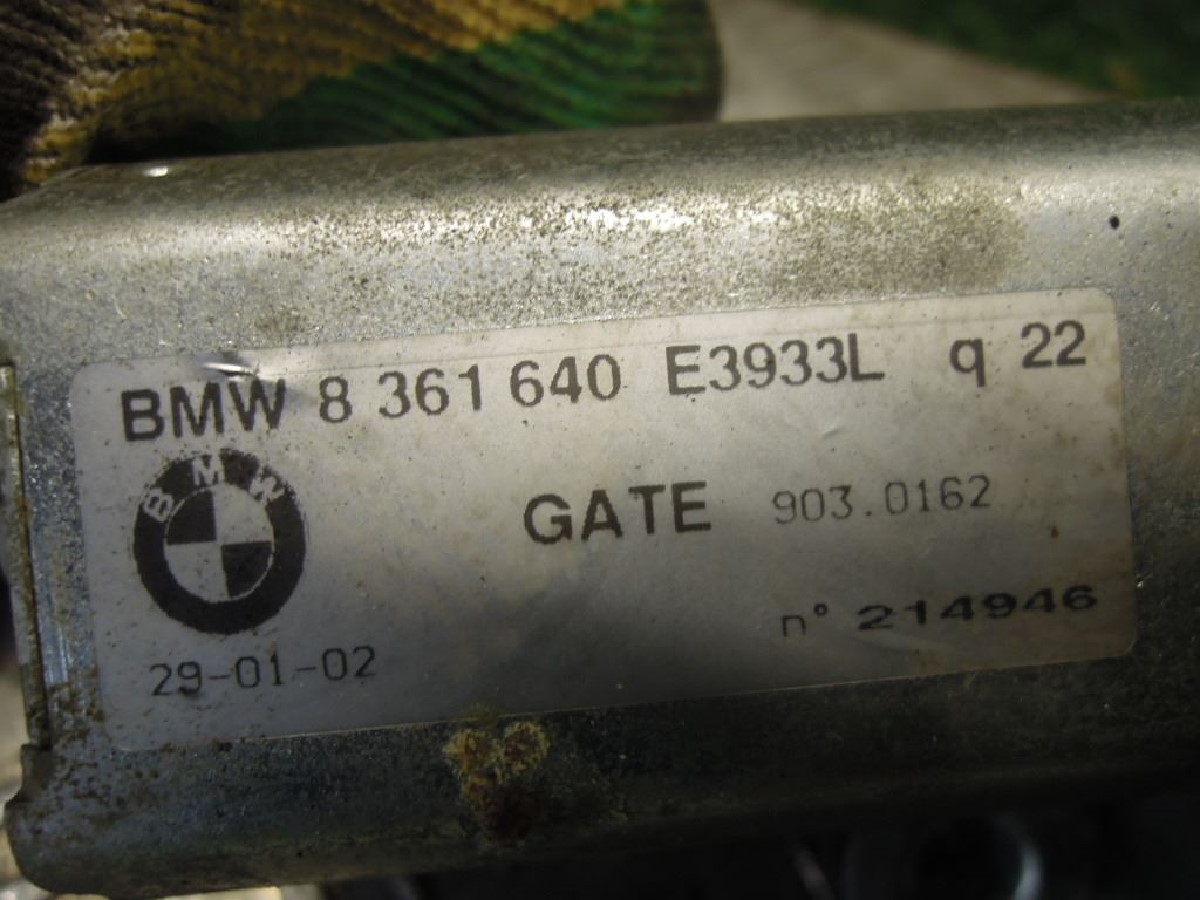 BMW 8 361 640 E3933L q 22
BMW
GATE 903.0162
n° 214946
29-01-02